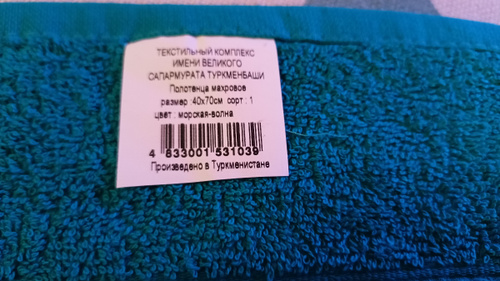 ТЕКСТИЛЬНЫЙ КОМПЛЕКС
ИМЕНИ ВЕЛИКОГО
САПАРМУРАТА ТУРКМЕНБАШИ
Полотенца махровое
размер :40x70см сорт : 1
цвет : морская-волна
4 833001 531039
Произведено в Туркменистане